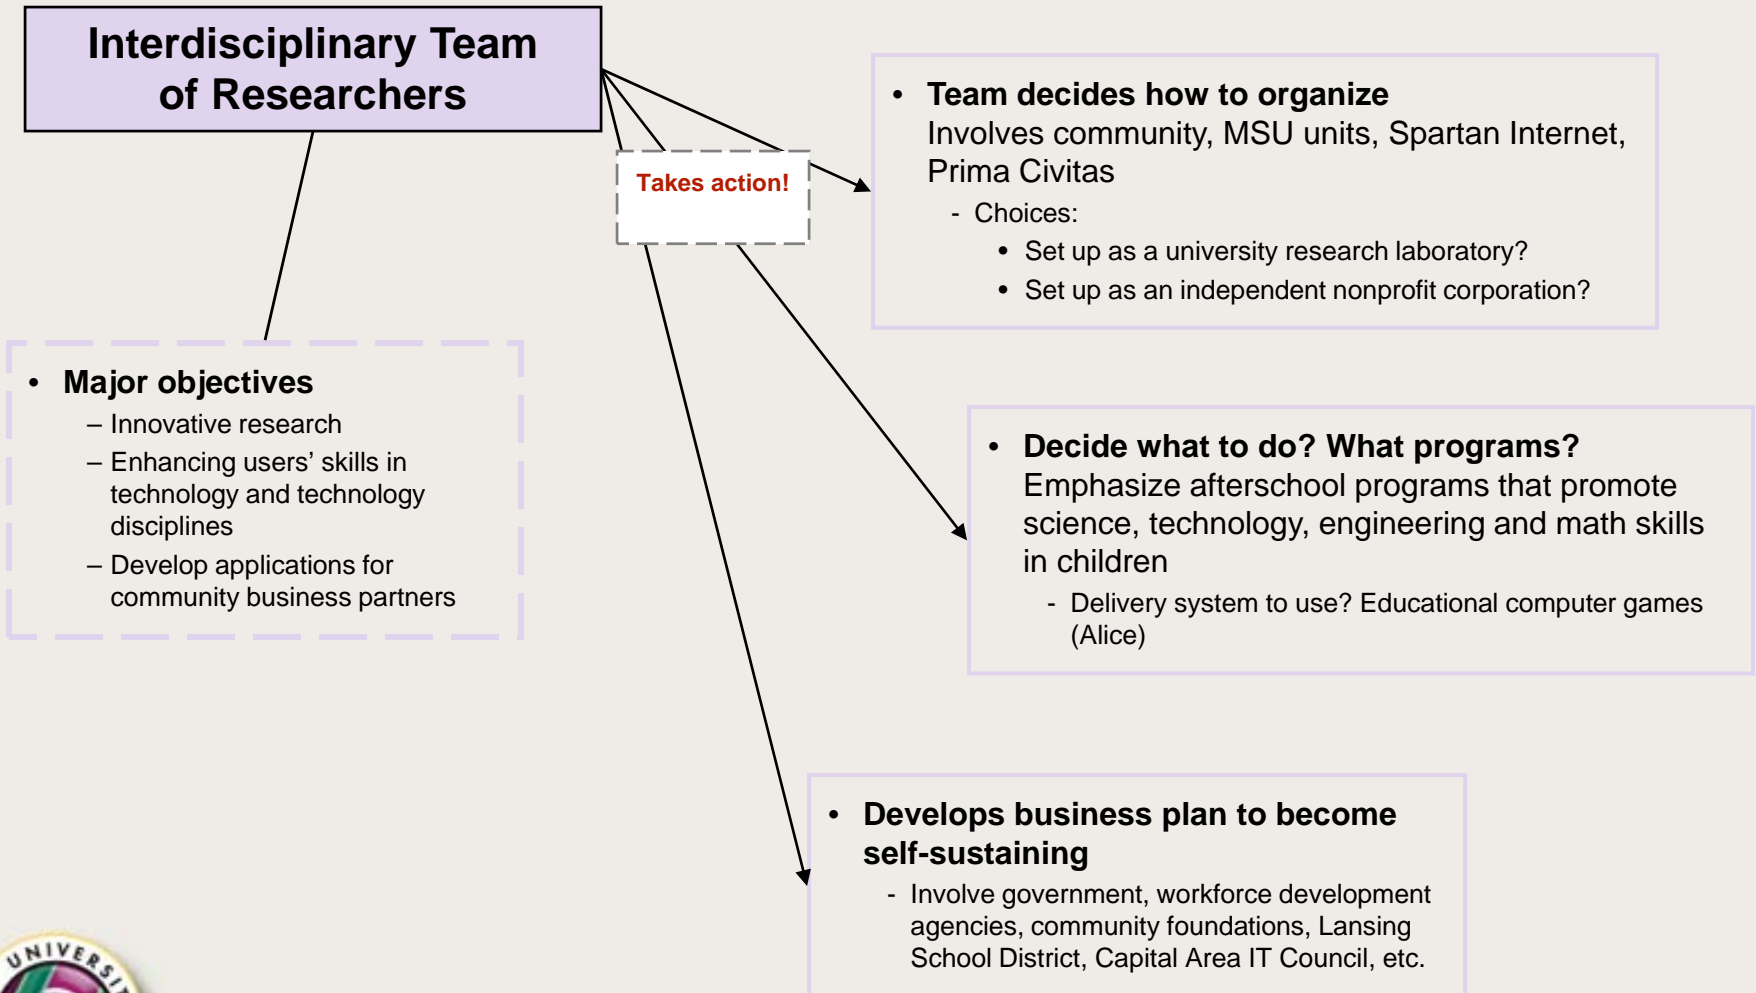 Interdisciplinary Team
of Researchers
Takes action!
• Team decides how to organize
Involves community, MSU units, Spartan Internet,
Prima Civitas
- Choices:
• Set up as a university research laboratory?
• Set up as an independent nonprofit corporation?
• Major objectives
– Innovative research
– Enhancing users’ skills in
technology and technology
disciplines
– Develop applications for
community business partners
• Decide what to do? What programs?
Emphasize afterschool programs that promote
science, technology, engineering and math skills
in children
- Delivery system to use? Educational computer games
(Alice)
• Develops business plan to become
self-sustaining
- Involve government, workforce development
agencies, community foundations, Lansing
School District, Capital Area IT Council, etc.